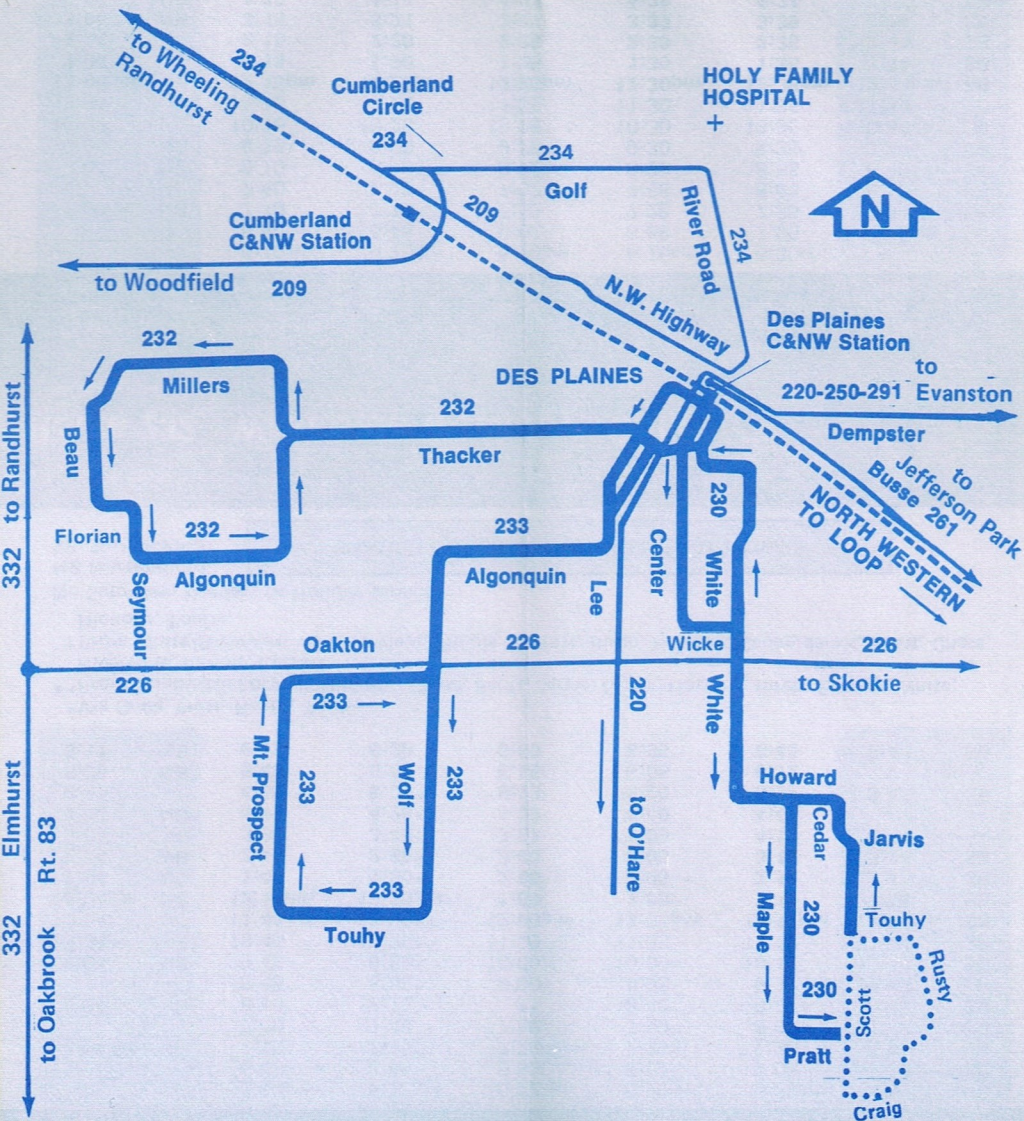 234
to Wheeling
Randhurst
Cumberland
Circle
234
HOLY FAMILY
HOSPITAL
234
Golf
209
River Road
234
N
Cumberland
C&NW Station
to Woodfield
209
N.W. Highway
Des Plaines
C&NW Station
to
Evanston
220-250-291
Dempster
to
Jefferson Park
Busse 261
NORTH WESTERN
TO LOOP
DES PLAINES
232
Millers
Beau
232
Thacker
Florian
232
Algonquin
Seymour
233
Algonquin
Lee
Center
230
White
Wicke
332 to Randhurst
Oakton
226
226
226
to Skokie
233
Mt. Prospect
233
Wolf
233
233
Touhy
220
to O'Hare
White
Howard
Cedar
Jarvis
Touhy
Maple
230
230
Pratt
Scott
Rusty
Craig
332 Elmhurst
to Oakbrook Rt. 83